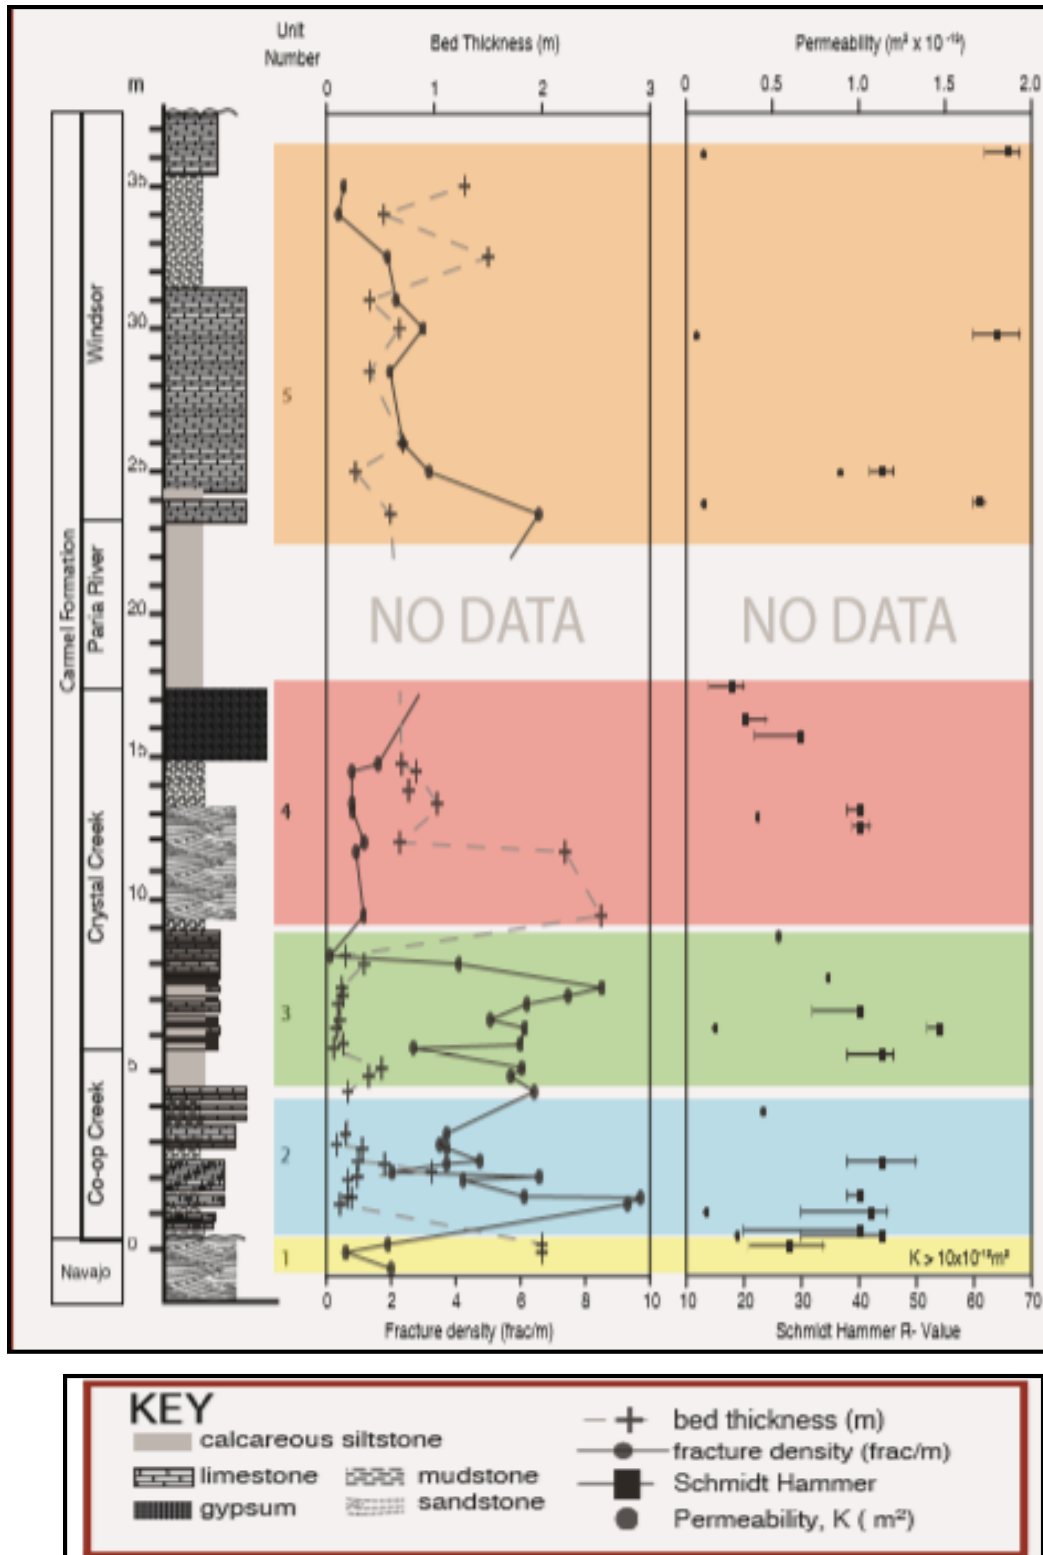 Unit Number
Bed Thickness (m)
Permeability (m² x 10 ⁻¹⁹)
m
0 1 2 3
0 0.5 1.0 1.5 2.0
35
30
25
20
15
10
5
0
Carmel Formation
Windsor
Paria River
Crystal Creek
Co-op Creek
Navajo
5
NO DATA
NO DATA
4
3
2
1
K > 10x10⁻¹⁹m²
0 2 4 6 8 10
10 20 30 40 50 60 70
Fracture density (frac/m)
Schmidt Hammer R- Value
KEY
calcareous siltstone
limestone
mudstone
gypsum
sandstone
bed thickness (m)
fracture density (frac/m)
Schmidt Hammer
Permeability, K ( m²)